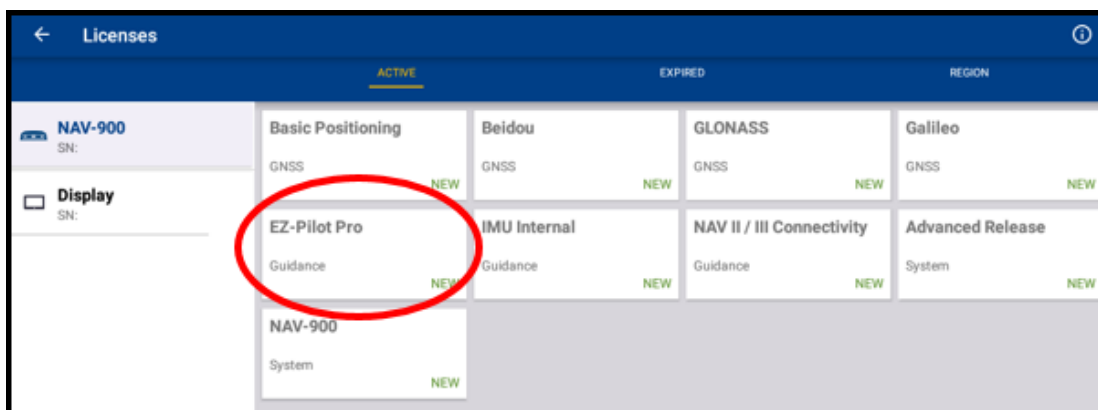 Licenses
ACTIVE EXPIRED REGION
NAV-900
SN:
Display
SN:
Basic Positioning
GNSS
NEW
Beidou
GNSS
NEW
GLONASS
GNSS
NEW
Galileo
GNSS
NEW
EZ-Pilot Pro
Guidance
NEW
IMU Internal
Guidance
NEW
NAV II / III Connectivity
Guidance
NEW
Advanced Release
System
NEW
NAV-900
System
NEW